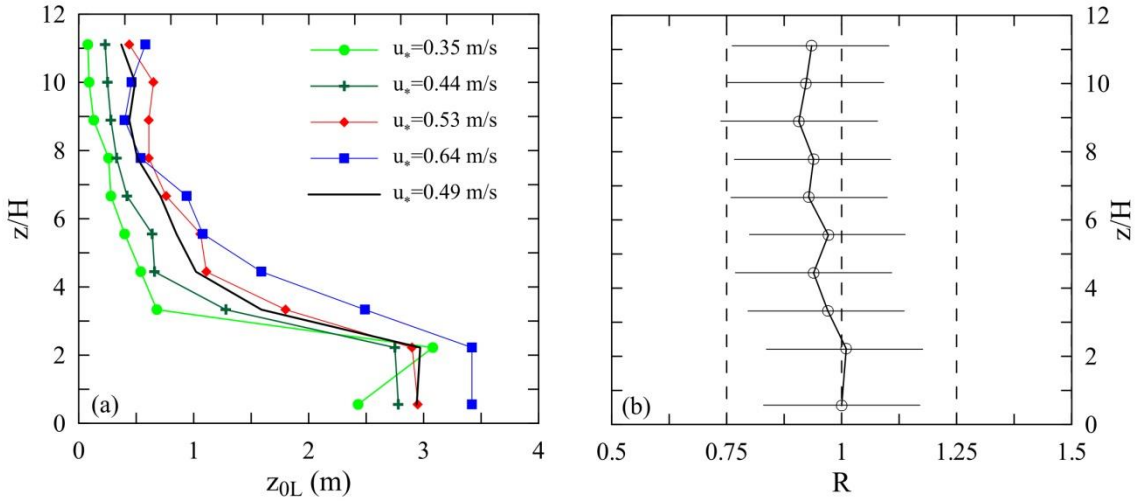 12
10
8
6
4
2
0
z/H
u*=0.35 m/s
u*=0.44 m/s
u*=0.53 m/s
u*=0.64 m/s
u*=0.49 m/s
(a)
0 1 2 3 4
z0L (m)
(b)
0.5 0.75 1 1.25 1.5
R
12
10
8
6
4
2
0
z/H